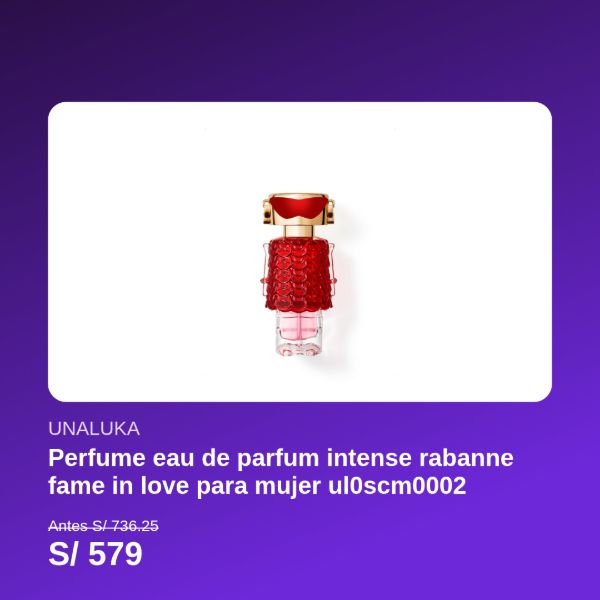 UNALUKA
Perfume eau de parfum intense rabanne
fame in love para mujer ul0scm0002
Antes S/ 736.25
S/ 579